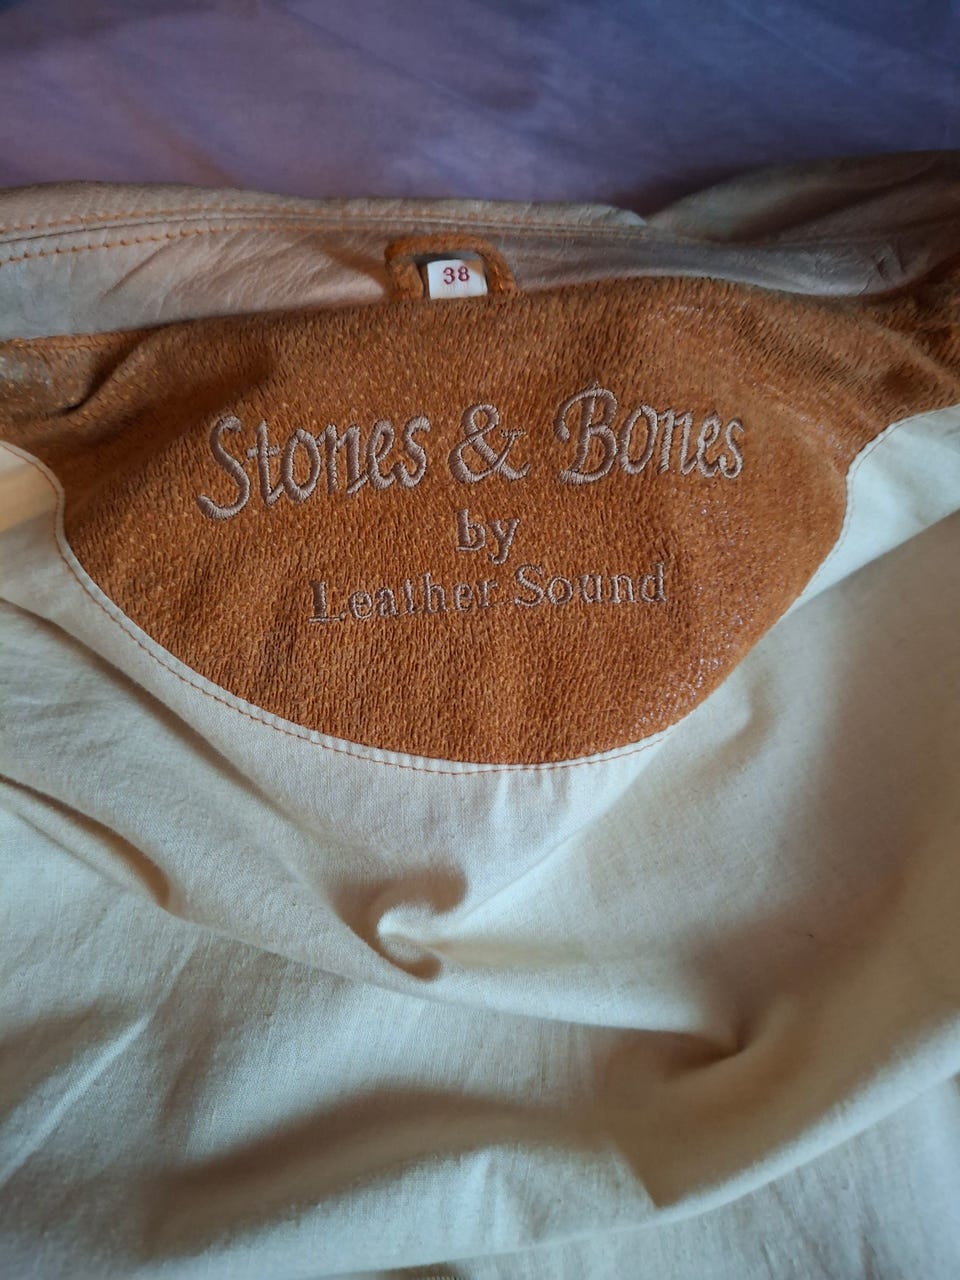 38
Stones & Bones
by
Leather Sound